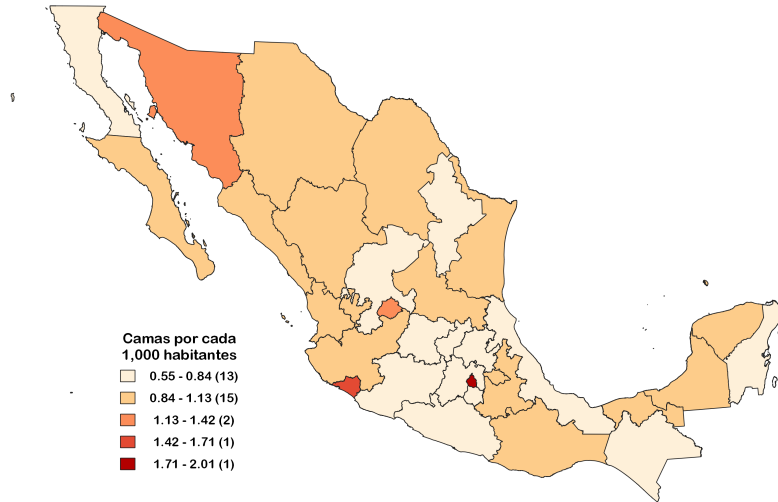 Camas por cada
1,000 habitantes
0.55 - 0.84 (13)
0.84 - 1.13 (15)
1.13 - 1.42 (2)
1.42 - 1.71 (1)
1.71 - 2.01 (1)